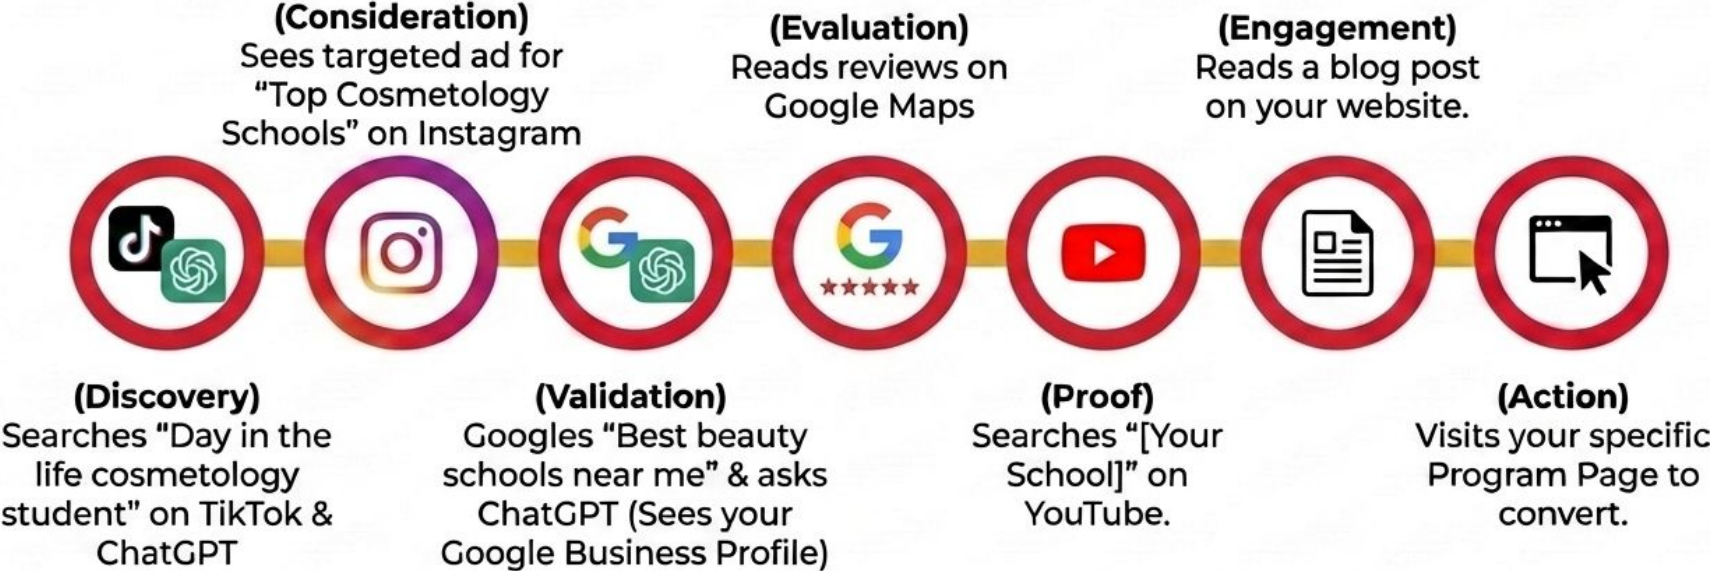 (Consideration)
Sees targeted ad for
“Top Cosmetology
Schools” on Instagram
(Evaluation)
Reads reviews on
Google Maps
(Engagement)
Reads a blog post
on your website.
(Discovery)
Searches “Day in the
life cosmetology
student” on TikTok &
ChatGPT
(Validation)
Googles “Best beauty
schools near me” & asks
ChatGPT (Sees your
Google Business Profile)
(Proof)
Searches “[Your
School]” on
YouTube.
(Action)
Visits your specific
Program Page to
convert.